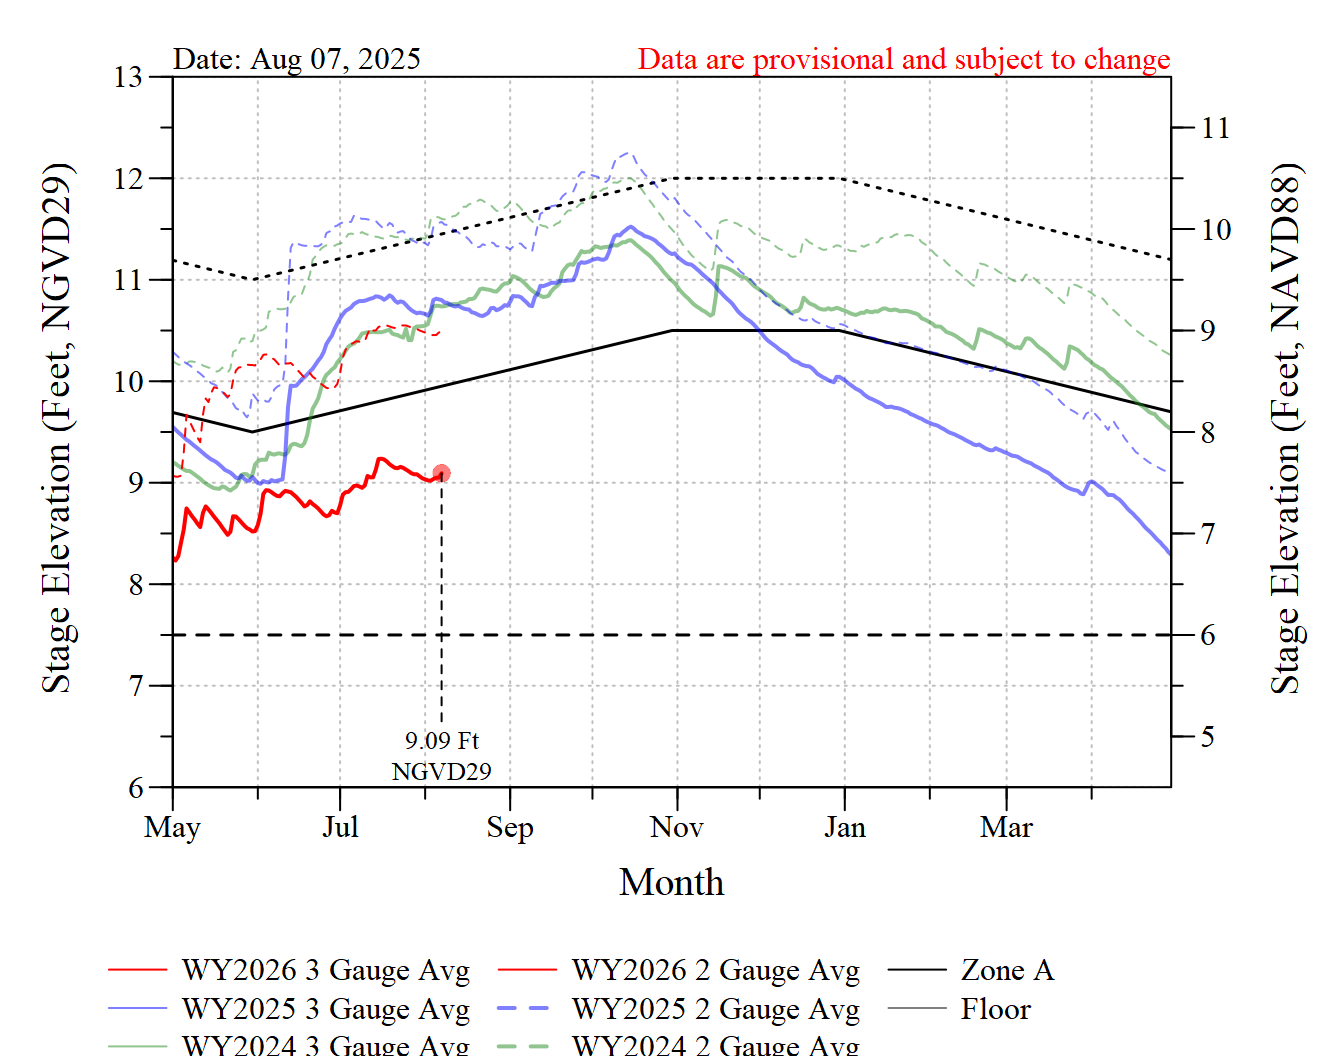 Date: Aug 07, 2025
Data are provisional and subject to change
13
12
11
10
9
8
7
6
11
10
9
8
7
6
5
Stage Elevation (Feet, NGVD29)
Stage Elevation (Feet, NAVD88)
9.09 Ft
NGVD29
May Jul Sep Nov Jan Mar
Month
WY2026 3 Gauge Avg WY2026 2 Gauge Avg Zone A
WY2025 3 Gauge Avg WY2025 2 Gauge Avg Floor
WY2024 3 Gauge Avg WY2024 2 Gauge Avg